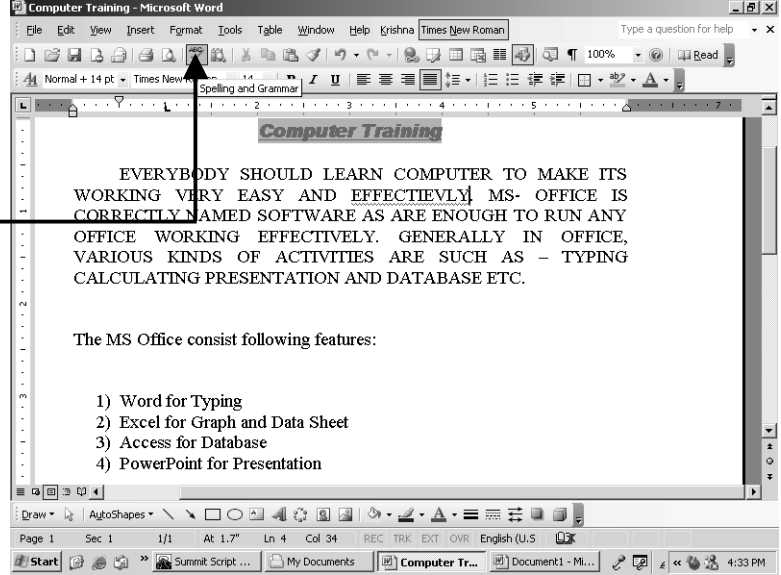 Computer Training - Microsoft Word
File Edit View Insert Format Tools Table Window Help Krishna Times New Roman Type a question for help
100% Read
Normal + 14 pt Times New 14 B I U
Spelling and Grammar
1 2 3 4 5 7
Computer Training
EVERYBODY SHOULD LEARN COMPUTER TO MAKE ITS
WORKING VERY EASY AND EFFECTIEVLY. MS- OFFICE IS
CORRECTLY NAMED SOFTWARE AS ARE ENOUGH TO RUN ANY
OFFICE WORKING EFFECTIVELY. GENERALLY IN OFFICE,
VARIOUS KINDS OF ACTIVITIES ARE SUCH AS – TYPING
CALCULATING PRESENTATION AND DATABASE ETC.
The MS Office consist following features:
1) Word for Typing
2) Excel for Graph and Data Sheet
3) Access for Database
4) PowerPoint for Presentation
Draw AutoShapes
Page 1 Sec 1 1/1 At 1.7" Ln 4 Col 34 REC TRK EXT OVR English (U.S
Start Summit Script ... My Documents Computer Tr... Document1 - Mi... 4:33 PM